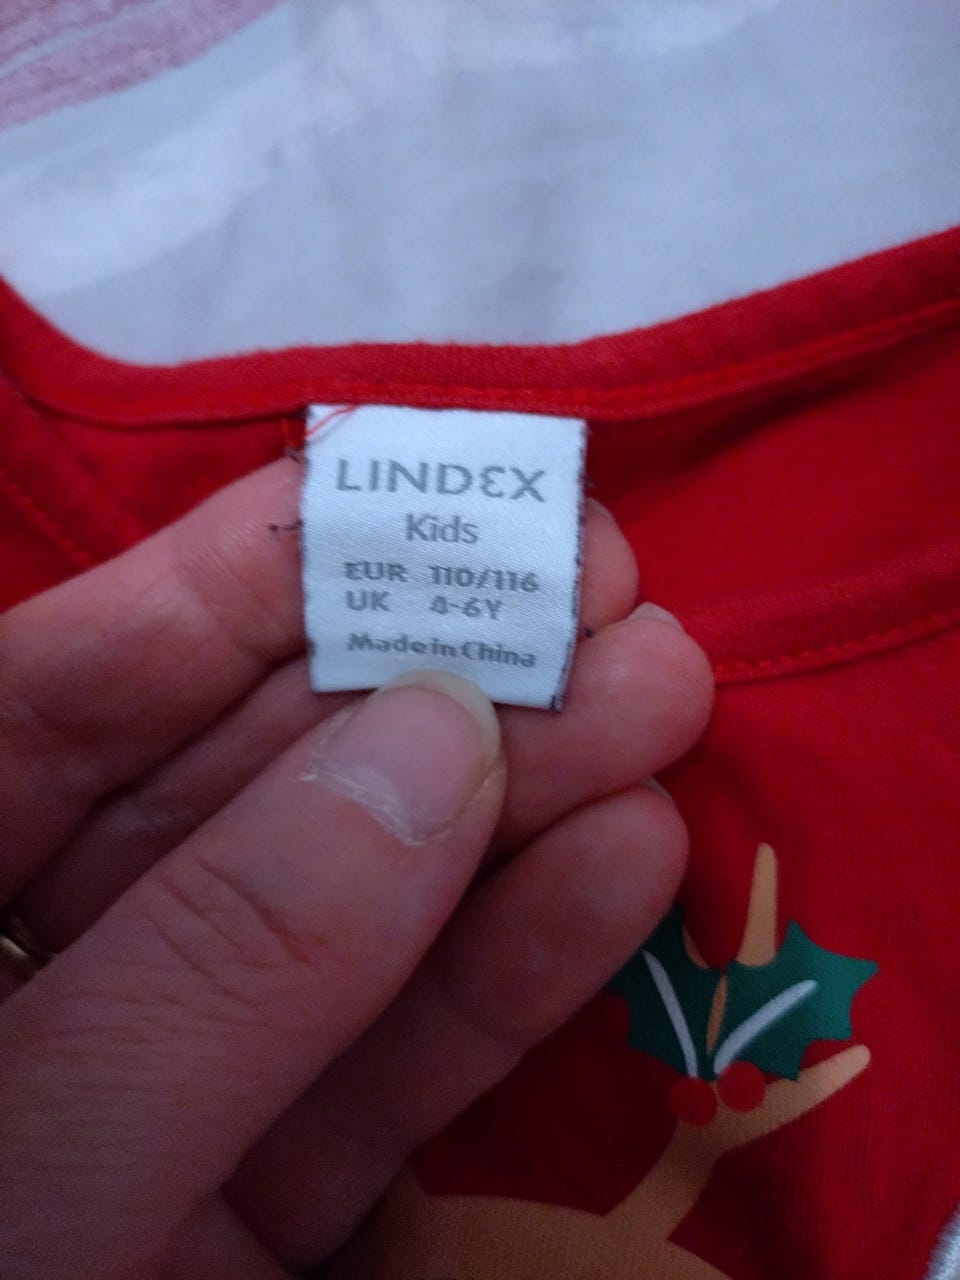 LINDEX
Kids
EUR 110/116
UK 4-6Y
Made in China